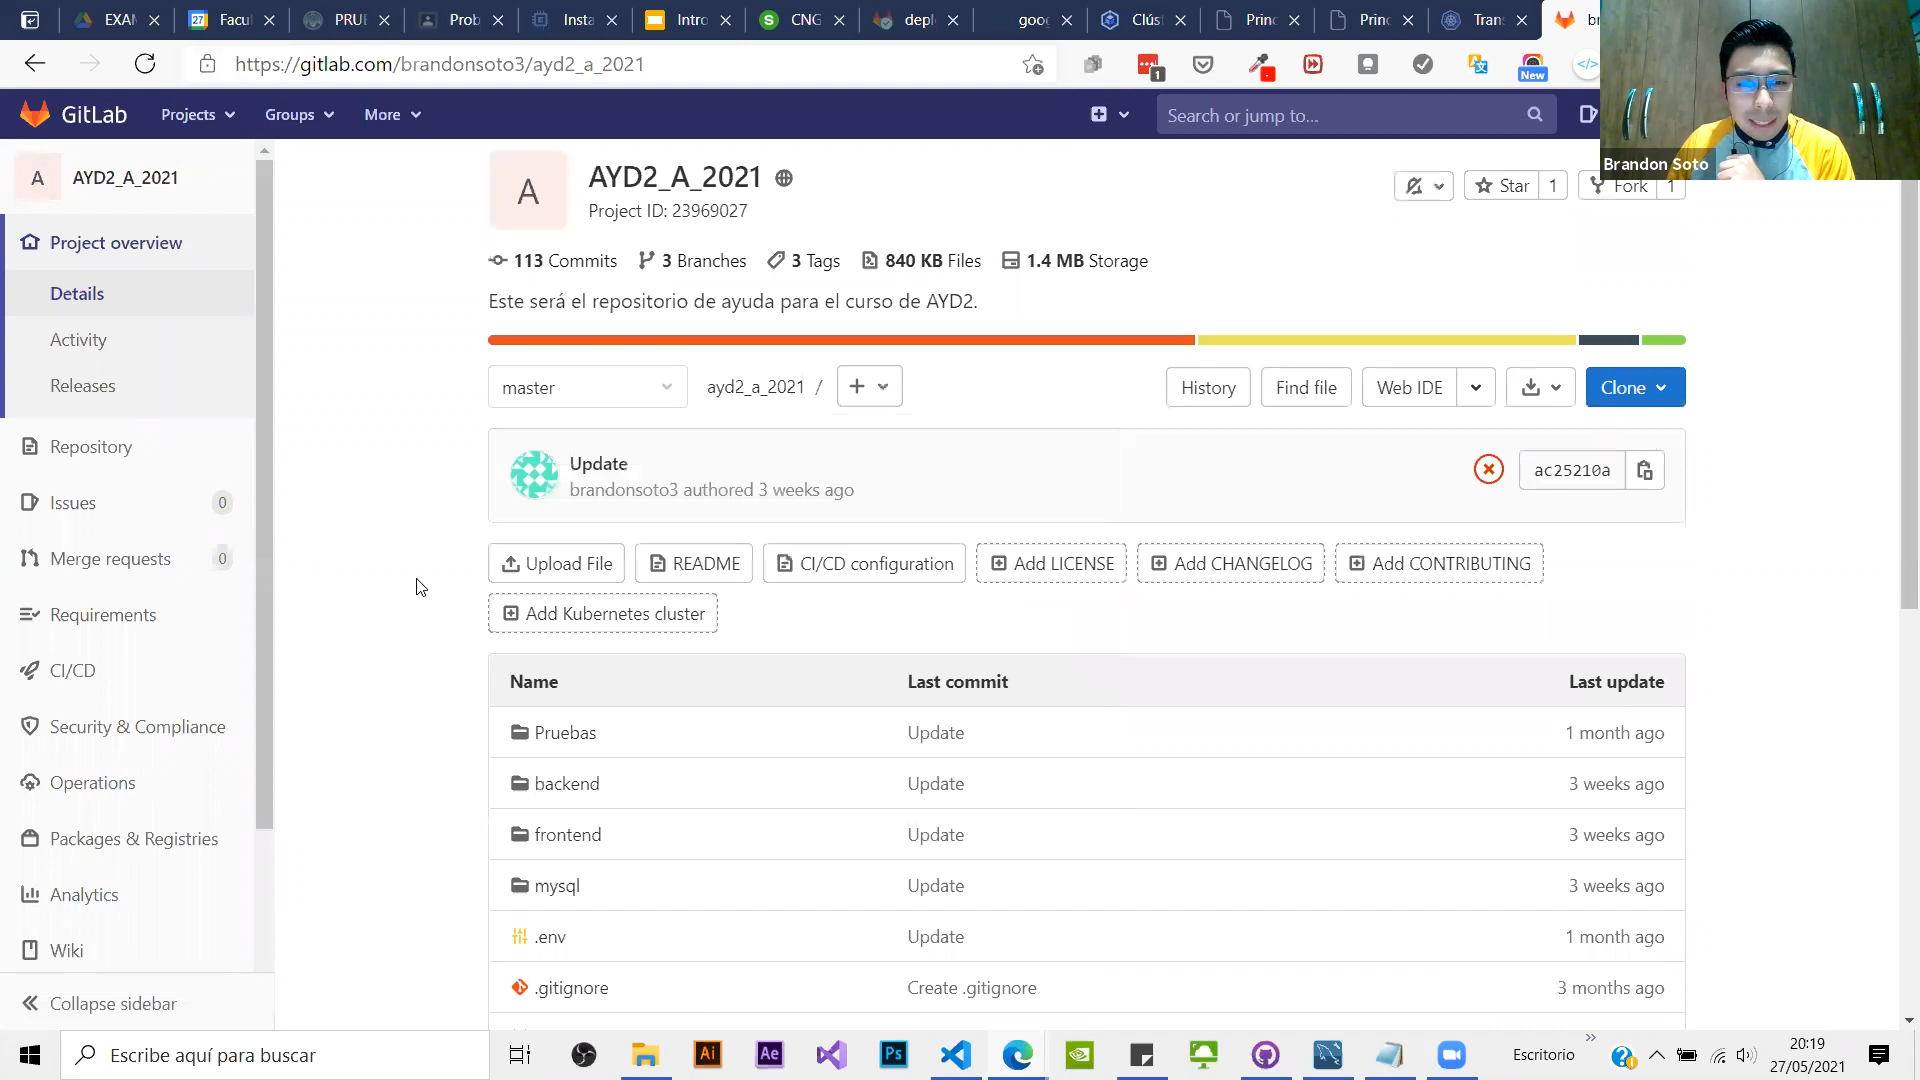 EXAM
Facul
PRUE
Prob
Insta
Intro
CNG
depl
goo
Clúst
Princ
Princ
Trans
https://gitlab.com/brandonsoto3/ayd2_a_2021
1
New
GitLab
Projects
Groups
More
Search or jump to...
Brandon Soto
A
AYD2_A_2021
Project overview
Details
Activity
Releases
Repository
Issues 0
Merge requests 0
Requirements
CI/CD
Security & Compliance
Operations
Packages & Registries
Analytics
Wiki
Collapse sidebar
A
AYD2_A_2021
Project ID: 23969027
Star 1
Fork 1
113 Commits 3 Branches 3 Tags 840 KB Files 1.4 MB Storage
Este será el repositorio de ayuda para el curso de AYD2.
master
ayd2_a_2021 /
History
Find file
Web IDE
Clone
Update
brandonsoto3 authored 3 weeks ago
ac25210a
Upload File
README
CI/CD configuration
Add LICENSE
Add CHANGELOG
Add CONTRIBUTING
Add Kubernetes cluster
Name Last commit Last update
Pruebas Update 1 month ago
backend Update 3 weeks ago
frontend Update 3 weeks ago
mysql Update 3 weeks ago
.env Update 1 month ago
.gitignore Create .gitignore 3 months ago
Escribe aquí para buscar
Ai
Ae
Ps
Escritorio
20:19
27/05/2021